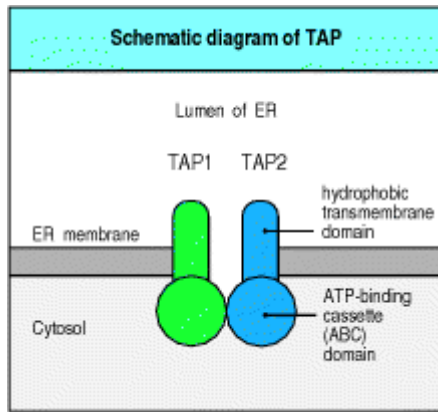 Schematic diagram of TAP
Lumen of ER
TAP1 TAP2
hydrophobic
transmembrane
domain
ER membrane
ATP-binding
cassette
(ABC)
domain
Cytosol